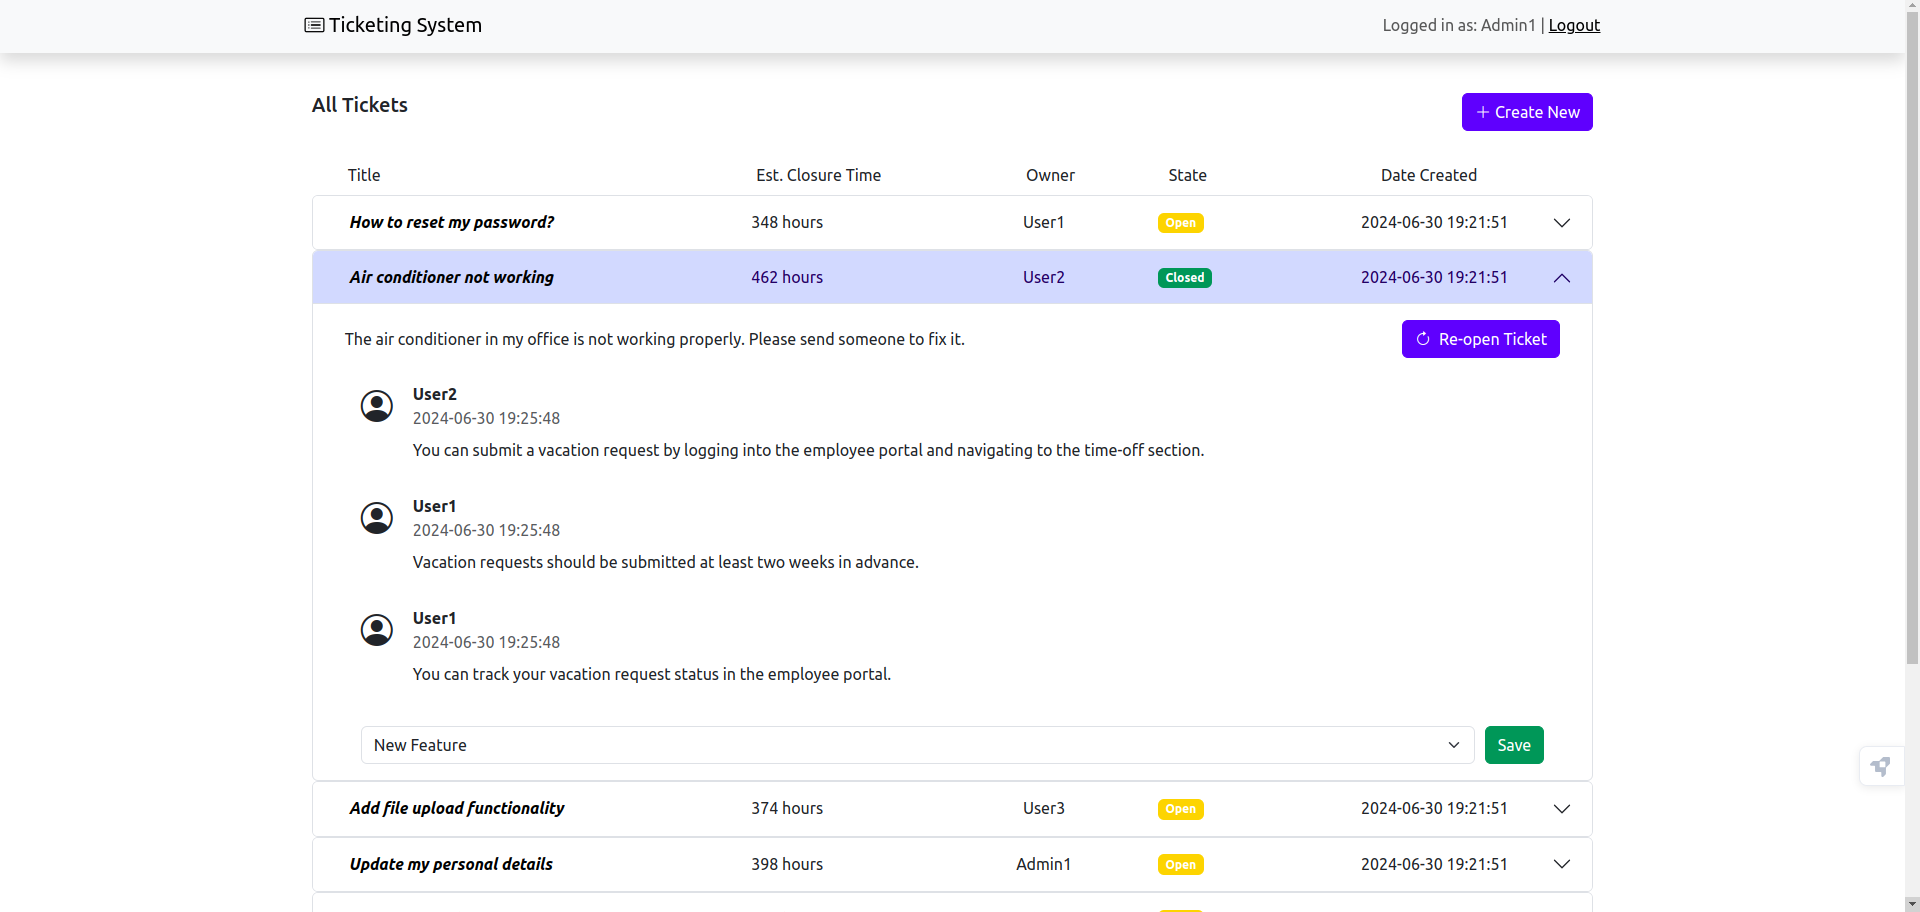 Ticketing System
Logged in as: Admin1 | Logout
All Tickets
Create New
Title Est. Closure Time Owner State Date Created
How to reset my password? 348 hours User1 Open 2024-06-30 19:21:51
Air conditioner not working 462 hours User2 Closed 2024-06-30 19:21:51
The air conditioner in my office is not working properly. Please send someone to fix it.
Re-open Ticket
User2
2024-06-30 19:25:48
You can submit a vacation request by logging into the employee portal and navigating to the time-off section.
User1
2024-06-30 19:25:48
Vacation requests should be submitted at least two weeks in advance.
User1
2024-06-30 19:25:48
You can track your vacation request status in the employee portal.
New Feature
Save
Add file upload functionality 374 hours User3 Open 2024-06-30 19:21:51
Update my personal details 398 hours Admin1 Open 2024-06-30 19:21:51